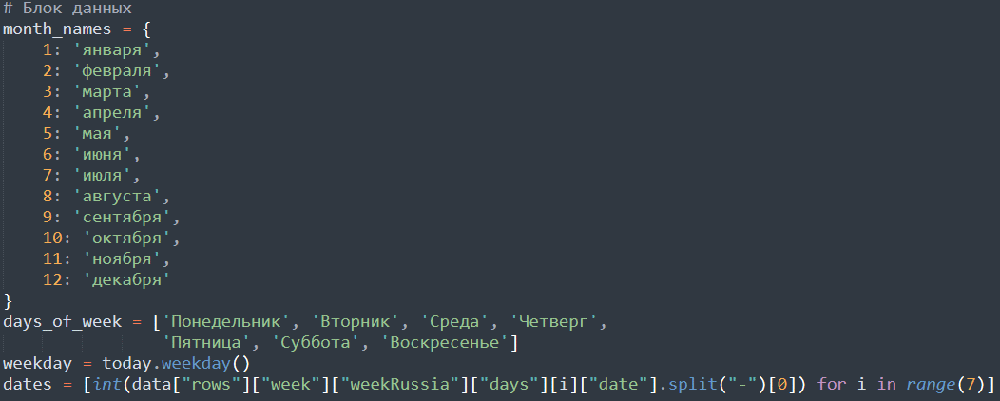 # Блок данных
month_names = {
    1: 'января',
    2: 'февраля',
    3: 'марта',
    4: 'апреля',
    5: 'мая',
    6: 'июня',
    7: 'июля',
    8: 'августа',
    9: 'сентября',
    10: 'октября',
    11: 'ноября',
    12: 'декабря'
}
days_of_week = ['Понедельник', 'Вторник', 'Среда', 'Четверг',
                'Пятница', 'Суббота', 'Воскресенье']
weekday = today.weekday()
dates = [int(data["rows"]["week"]["weekRussia"]["days"][i]["date"].split("-")[0]) for i in range(7)]